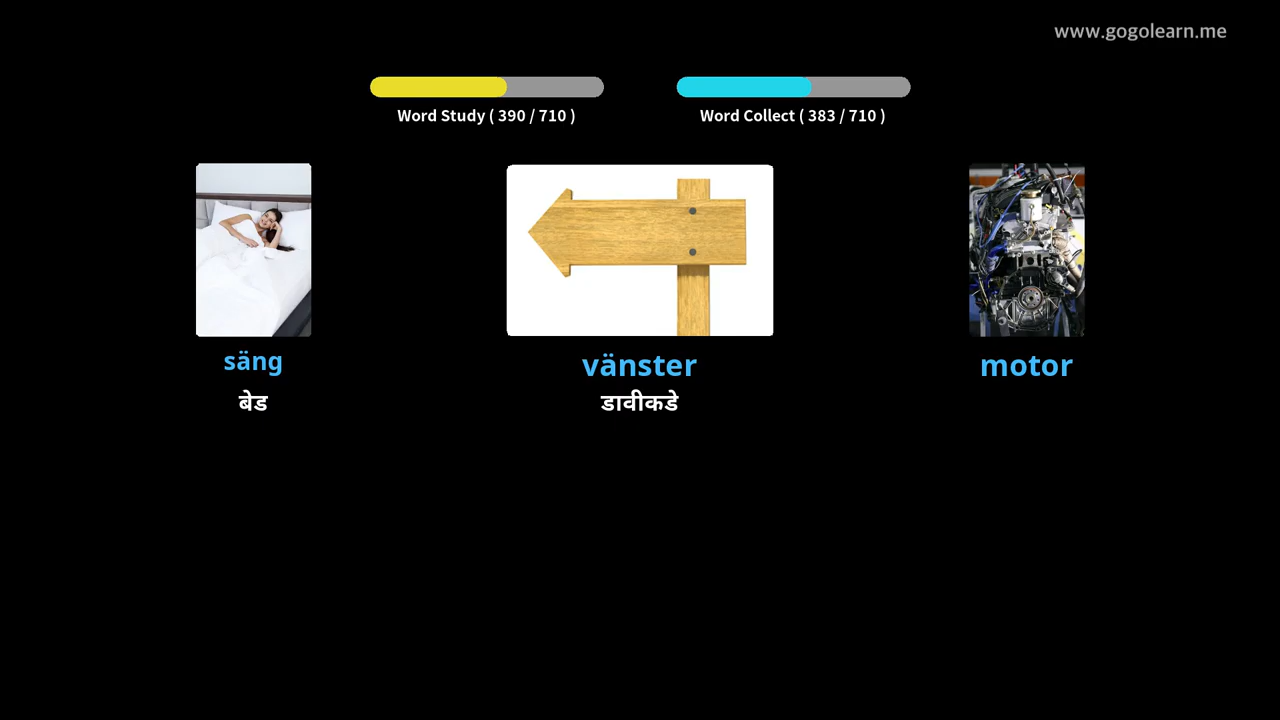 www.gogolearn.me
Word Study ( 390 / 710 )
Word Collect ( 383 / 710 )
säng
vänster
motor
बेड
डावीकडे